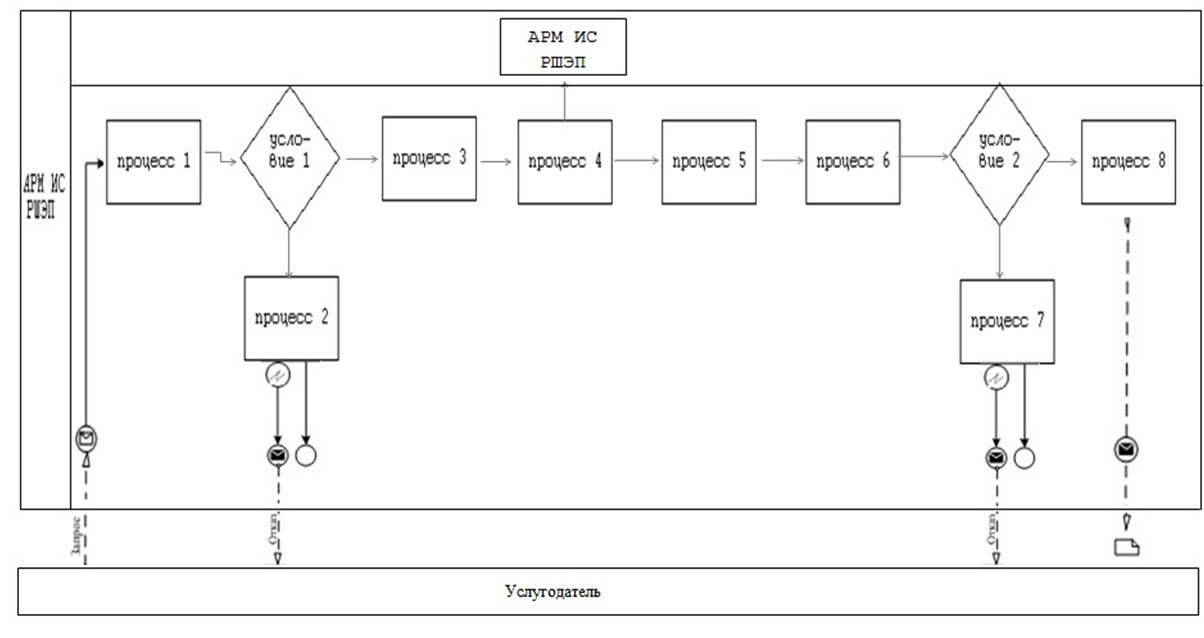 АРМ ИС
РШЭП
АРМ ИС
РШЭП
процесс 1
усло-
вие 1
процесс 3
процесс 4
процесс 5
процесс 6
усло-
вие 2
процесс 8
процесс 2
процесс 7
Запрос
Отказ
Отказ
Услугодатель